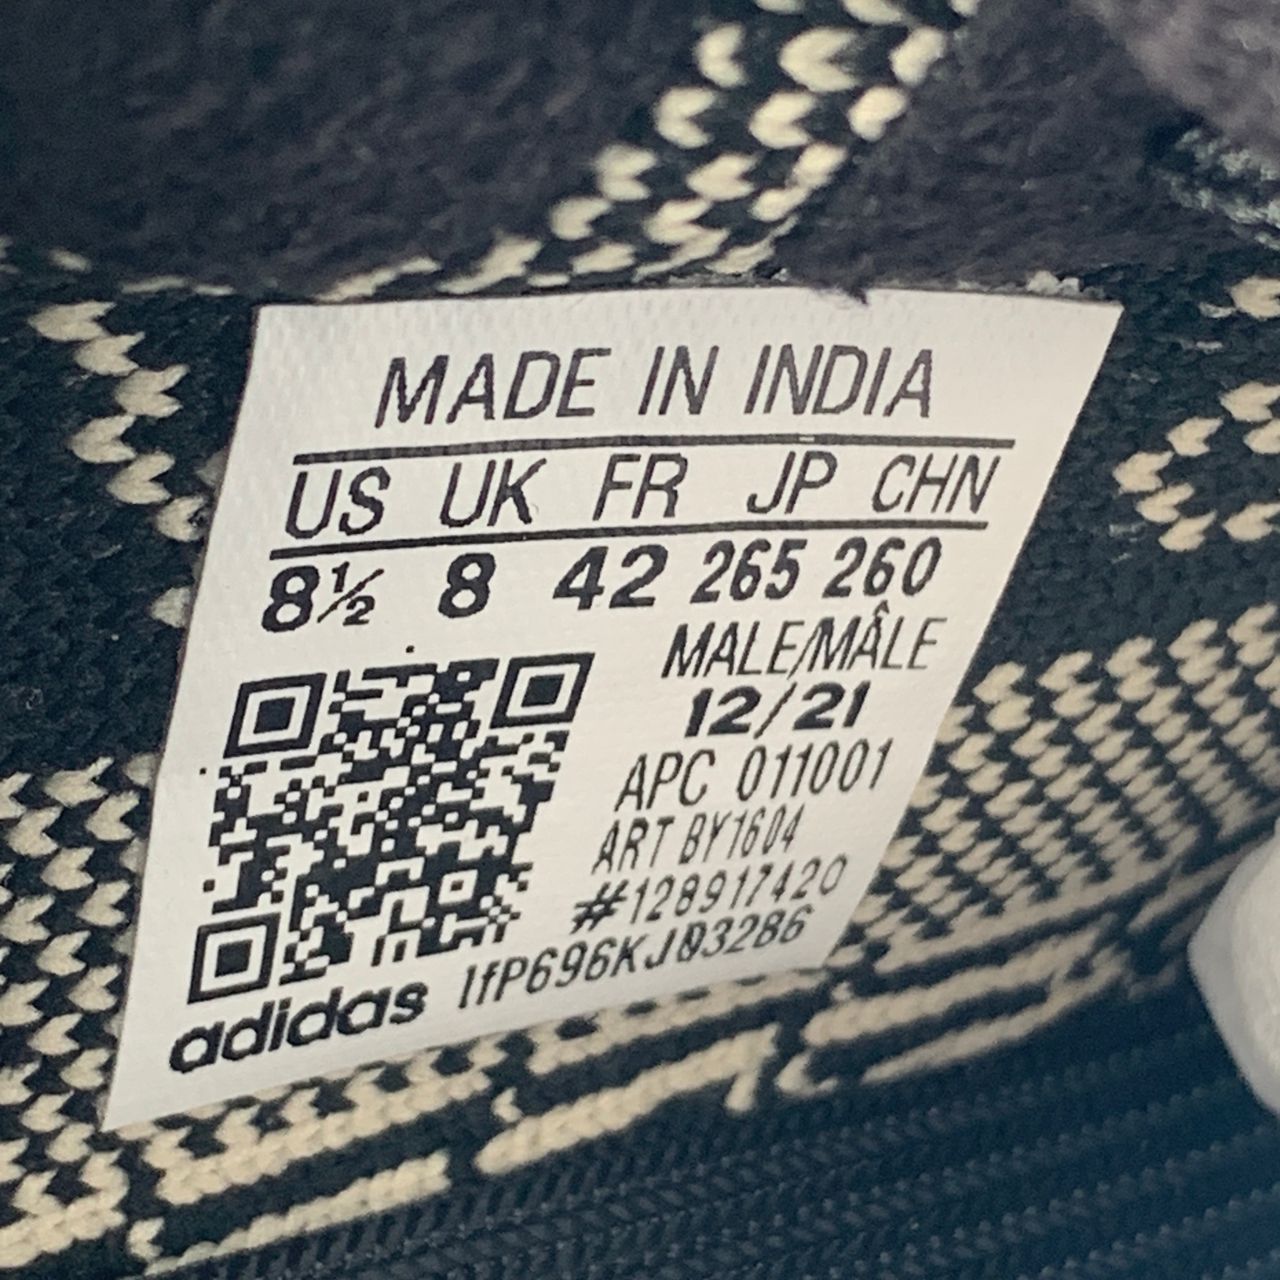 MADE IN INDIA
US UK FR JP CHN
8½ 8 42 265 260
MALE/MÂLE
12/21
APC 011001
ART BY1604
#128917420
adidas 1fP696KJ03286